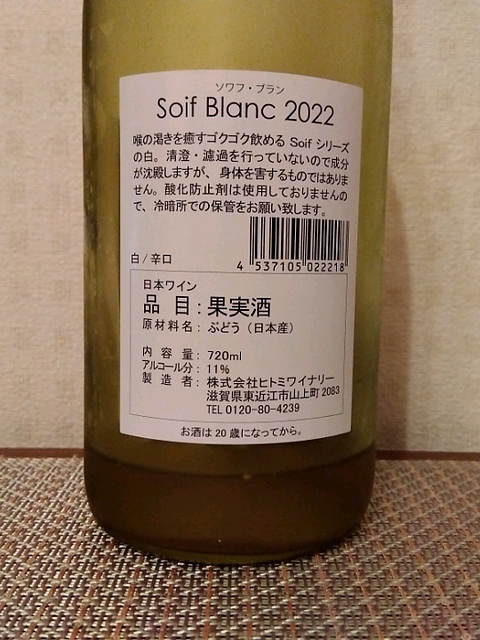 ソワフ・ブラン
Soif Blanc 2022
喉の渇きを癒すゴクゴク飲める Soif シリーズ
の白。清澄・濾過を行っていないので成分
が沈殿しますが、身体を害するものではありま
せん。酸化防止剤は使用しておりませんの
で、冷暗所での保管をお願い致します。
白/辛口
4 537105 022218
日本ワイン
品 目：果実酒
原材料名：ぶどう（日本産）
内 容 量：720ml
アルコール分：11%
製 造 者：株式会社ヒトミワイナリー
滋賀県東近江市山上町2083
TEL 0120-80-4239
お酒は20歳になってから。